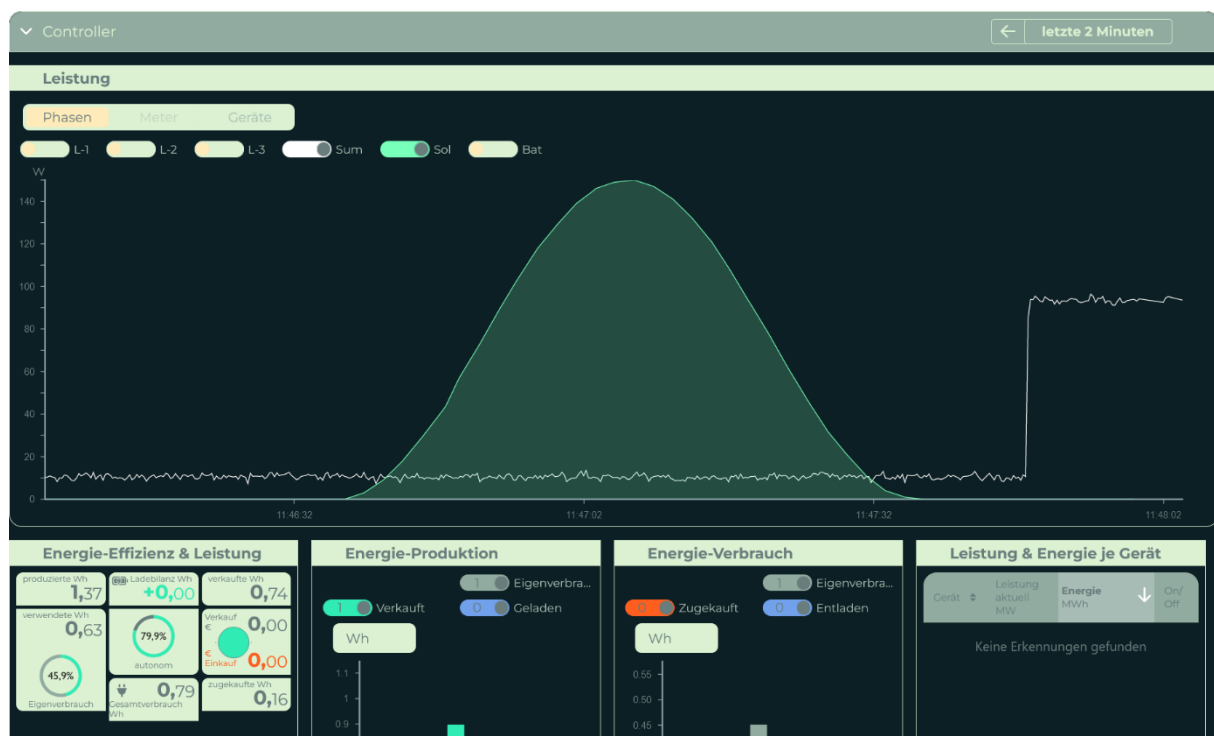 Controller
letzte 2 Minuten
Leistung
Phasen Meter Geräte
L-1 L-2 L-3 Sum Sol Bat
W
140
120
100
80
60
40
20
0
11:46:32 11:47:02 11:47:32 11:48:02
Energie-Effizienz & Leistung
produzierte Wh
1,37
Ladebilanz Wh
+0,00
verkaufte Wh
0,74
verwendete Wh
0,63
45,9%
Eigenverbrauch
79,9%
autonom
Verkauft
€
0,00
€
Einkauf
0,00
0,79
Gesamtverbrauch
Wh
zugekaufte Wh
0,16
Energie-Produktion
1 Eigenverbra...
1 Verkauft 0 Geladen
Wh
1.1
1
0.9
Energie-Verbrauch
1 Eigenverbra...
0 Zugekauft 0 Entladen
Wh
0.55
0.50
0.45
Leistung & Energie je Gerät
Gerät
Leistung
aktuell
MW
Energie
MWh
On/
Off
Keine Erkennungen gefunden